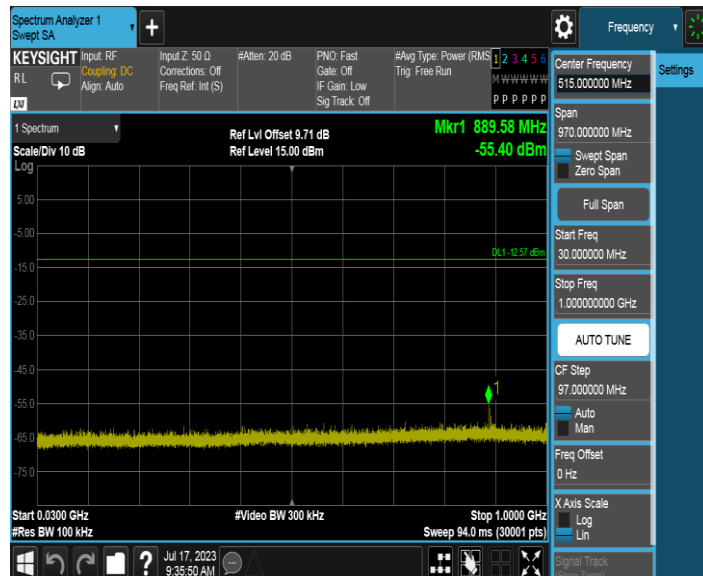 Spectrum Analyzer 1
Swept SA
+
Frequency
KEYSIGHT
RL
LXI
Input: RF
Coupling: DC
Align: Auto
Input Z: 50 Ω
Corrections: Off
Freq Ref: Int (S)
#Atten: 20 dB
PNO: Fast
Gate: Off
IF Gain: Low
Sig Track: Off
#Avg Type: Power (RMS
Trig: Free Run
1 2 3 4 5 6
M W W W W W
P P P P P P
1 Spectrum
Scale/Div 10 dB
Log
Ref Lvl Offset 9.71 dB
Ref Level 15.00 dBm
Mkr1 889.58 MHz
-55.40 dBm
5.00
-5.00
DL1 -12.57 dBm
-15.0
-25.0
-35.0
-45.0
1
-55.0
-65.0
-75.0
Start 0.0300 GHz
#Res BW 100 kHz
#Video BW 300 kHz
Stop 1.0000 GHz
Sweep 94.0 ms (30001 pts)
?
Jul 17, 2023
9:35:50 AM
Center Frequency
515.000000 MHz
Span
970.000000 MHz
Swept Span
Zero Span
Full Span
Start Freq
30.000000 MHz
Stop Freq
1.000000000 GHz
AUTO TUNE
CF Step
97.000000 MHz
Auto
Man
Freq Offset
0 Hz
X Axis Scale
Log
Lin
Signal Track
(Span Zoom)
Settings